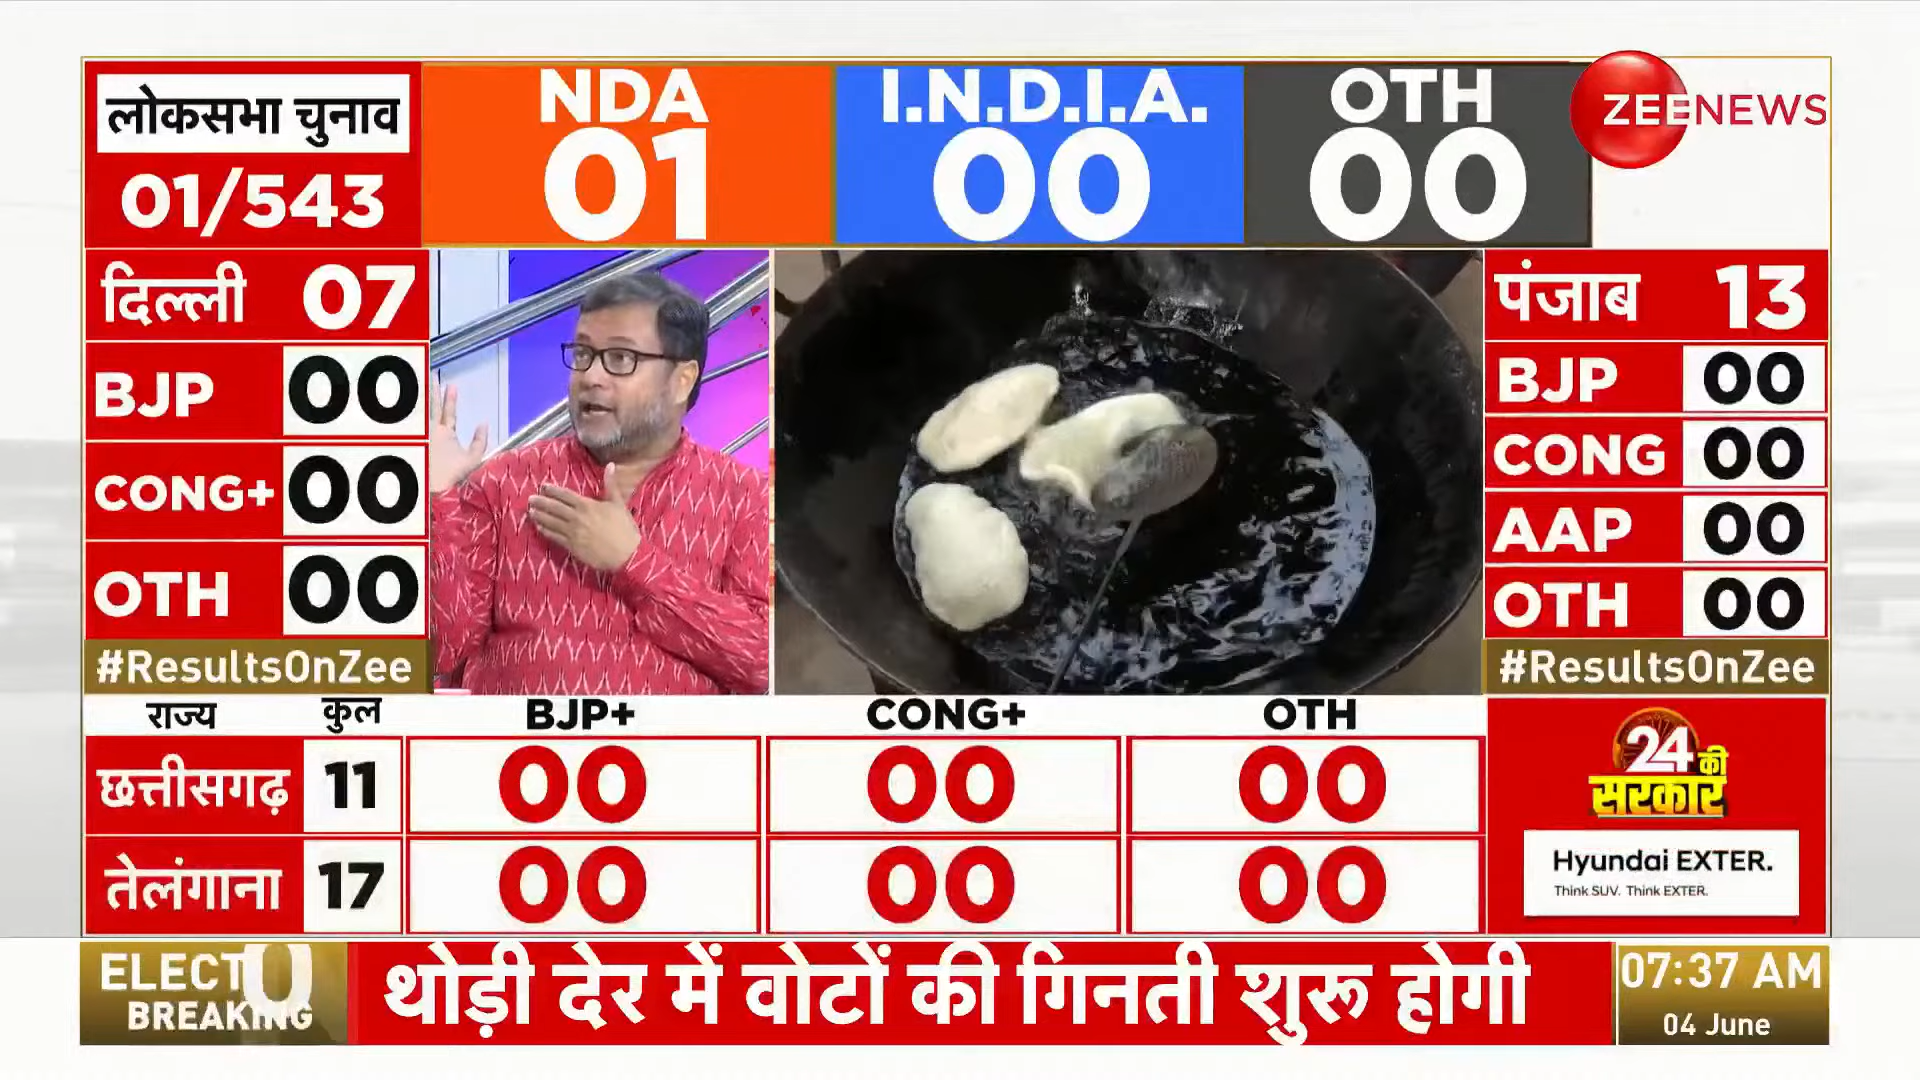 लोकसभा चुनाव
01/543
NDA
01
I.N.D.I.A.
00
OTH
00
ZEENEWS
दिल्ली 07
BJP 00
CONG+ 00
OTH 00
#ResultsOnZee
पंजाब 13
BJP 00
CONG 00
AAP 00
OTH 00
#ResultsOnZee
राज्य कुल BJP+ CONG+ OTH
छत्तीसगढ़ 11 00 00 00
तेलंगाना 17 00 00 00
24 की
सरकार
Hyundai EXTER.
Think SUV. Think EXTER.
BREAKING
थोड़ी देर में वोटों की गिनती शुरू होगी
07:37 AM
04 June